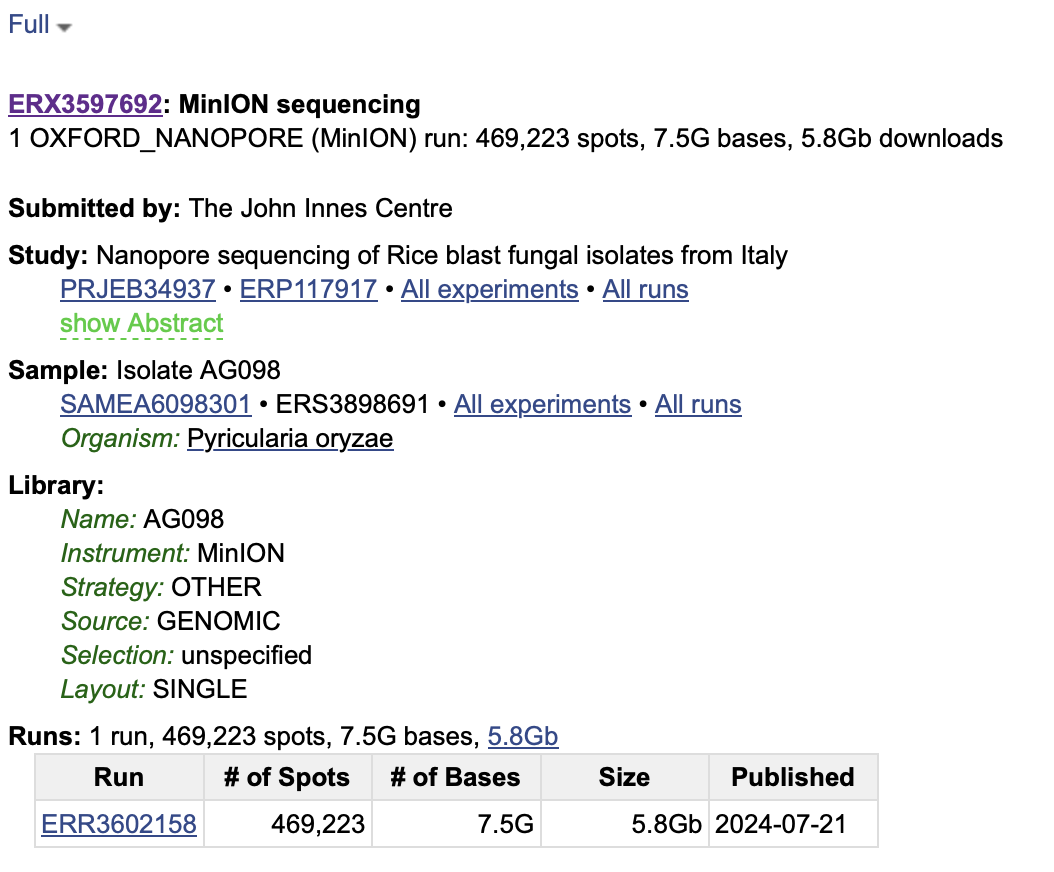 Full
ERX3597692: MinION sequencing
1 OXFORD_NANOPORE (MinION) run: 469,223 spots, 7.5G bases, 5.8Gb downloads
Submitted by: The John Innes Centre
Study: Nanopore sequencing of Rice blast fungal isolates from Italy
PRJEB34937 • ERP117917 • All experiments • All runs
show Abstract
Sample: Isolate AG098
SAMEA6098301 • ERS3898691 • All experiments • All runs
Organism: Pyricularia oryzae
Library:
Name: AG098
Instrument: MinION
Strategy: OTHER
Source: GENOMIC
Selection: unspecified
Layout: SINGLE
Runs: 1 run, 469,223 spots, 7.5G bases, 5.8Gb
Run # of Spots # of Bases Size Published
ERR3602158 469,223 7.5G 5.8Gb 2024-07-21